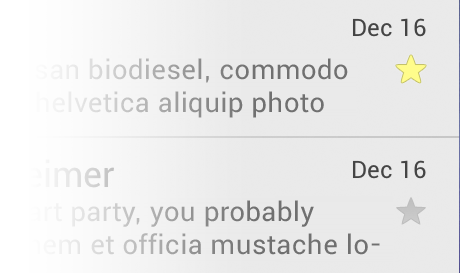 Dec 16
san biodiesel, commodo
helvetica aliquip photo
eimer
Dec 16
urt party, you probably
em et officia mustache lo-